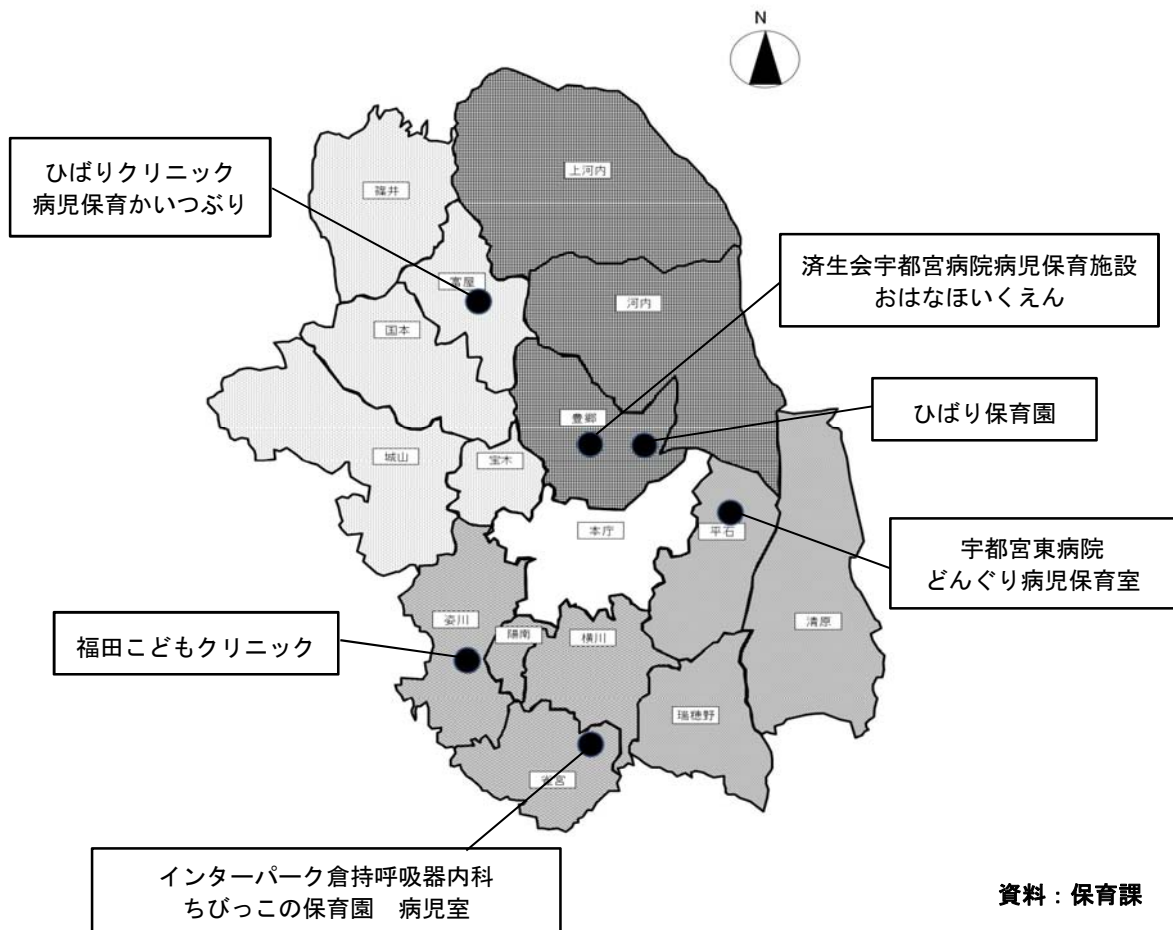 N
ひばりクリニック
病児保育かいつぶり
篠井
上河内
富屋
河内
国本
済生会宇都宮病院病児保育施設
おはなほいくえん
豊郷
ひばり保育園
城山
宝木
本庁
平石
宇都宮東病院
どんぐり病児保育室
清原
姿川
陽南
横川
福田こどもクリニック
瑞穂野
雀宮
インターパーク倉持呼吸器内科
ちびっこの保育園　病児室
資料：保育課